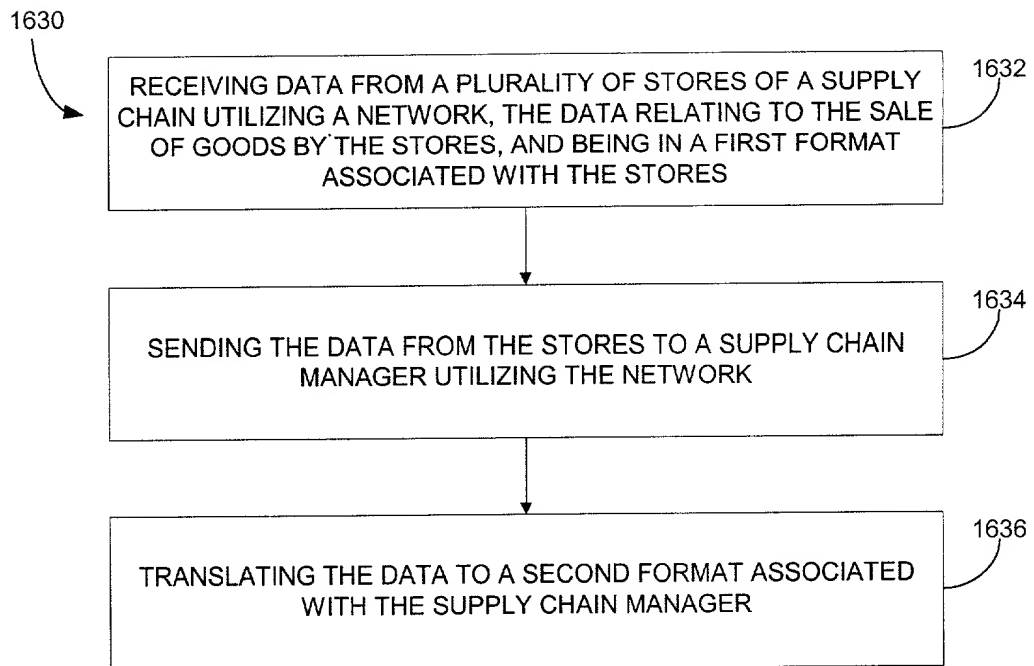 1630
RECEIVING DATA FROM A PLURALITY OF STORES OF A SUPPLY
CHAIN UTILIZING A NETWORK, THE DATA RELATING TO THE SALE
OF GOODS BY THE STORES, AND BEING IN A FIRST FORMAT
ASSOCIATED WITH THE STORES
1632
SENDING THE DATA FROM THE STORES TO A SUPPLY CHAIN
MANAGER UTILIZING THE NETWORK
1634
TRANSLATING THE DATA TO A SECOND FORMAT ASSOCIATED
WITH THE SUPPLY CHAIN MANAGER
1636